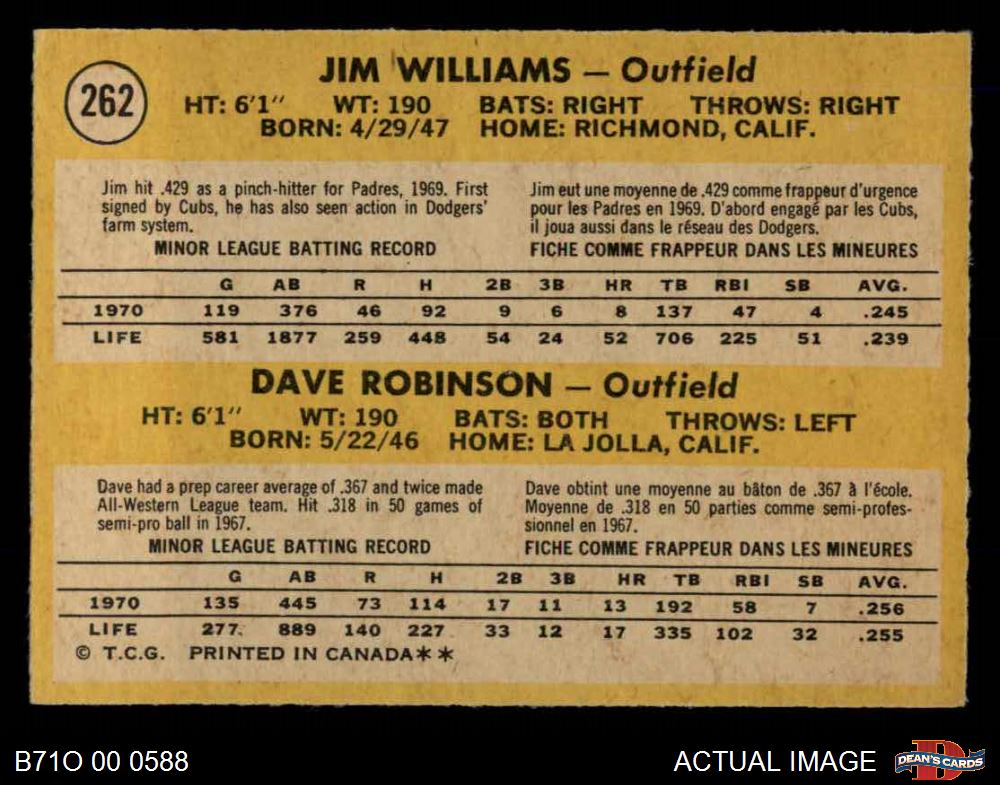 262
JIM WILLIAMS — Outfield
HT: 6'1" WT: 190 BATS: RIGHT THROWS: RIGHT
BORN: 4/29/47 HOME: RICHMOND, CALIF.
Jim hit .429 as a pinch-hitter for Padres, 1969. First
signed by Cubs, he has also seen action in Dodgers'
farm system.
Jim eut une moyenne de .429 comme frappeur d'urgence
pour les Padres en 1969. D'abord engagé par les Cubs,
il joua aussi dans le réseau des Dodgers.
MINOR LEAGUE BATTING RECORD FICHE COMME FRAPPEUR DANS LES MINEURES
G AB R H 2B 3B HR TB RBI SB AVG.
1970 119 376 46 92 9 6 8 137 47 4 .245
LIFE 581 1877 259 448 54 24 52 706 225 51 .239
DAVE ROBINSON — Outfield
HT: 6'1" WT: 190 BATS: BOTH THROWS: LEFT
BORN: 5/22/46 HOME: LA JOLLA, CALIF.
Dave had a prep career average of .367 and twice made
All-Western League team. Hit .318 in 50 games of
semi-pro ball in 1967.
Dave obtint une moyenne au bâton de .367 à l'école.
Moyenne de .318 en 50 parties comme semi-profes-
sionnel en 1967.
MINOR LEAGUE BATTING RECORD FICHE COMME FRAPPEUR DANS LES MINEURES
G AB R H 2B 3B HR TB RBI SB AVG.
1970 135 445 73 114 17 11 13 192 58 7 .256
LIFE 277 889 140 227 33 12 17 335 102 32 .255
© T.C.G. PRINTED IN CANADA**
B71O 00 0588
ACTUAL IMAGE
D
DEAN'S CARDS